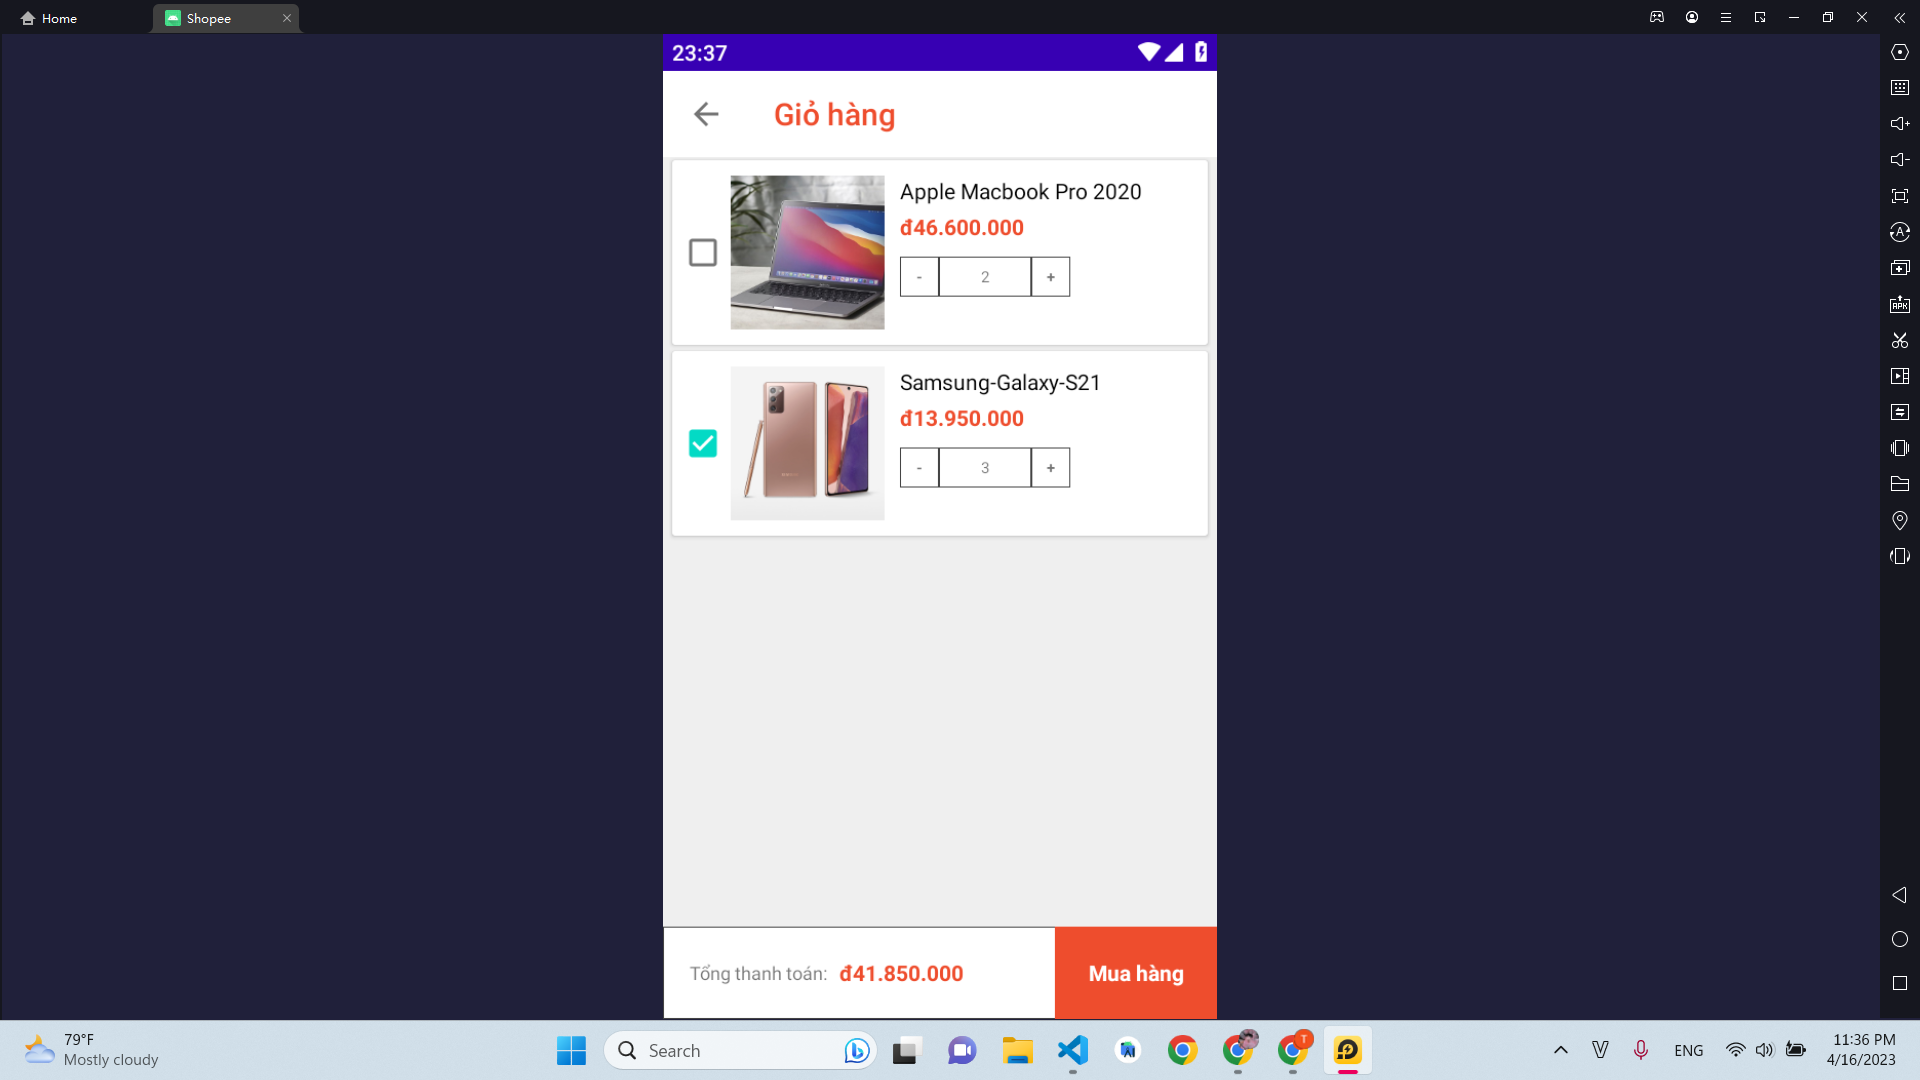 Home
Shopee
23:37
Giỏ hàng
Apple Macbook Pro 2020
đ46.600.000
- 2 +
Samsung-Galaxy-S21
đ13.950.000
- 3 +
Tổng thanh toán: đ41.850.000
Mua hàng
79°F
Mostly cloudy
Search
T
ENG
11:36 PM
4/16/2023
A
APK